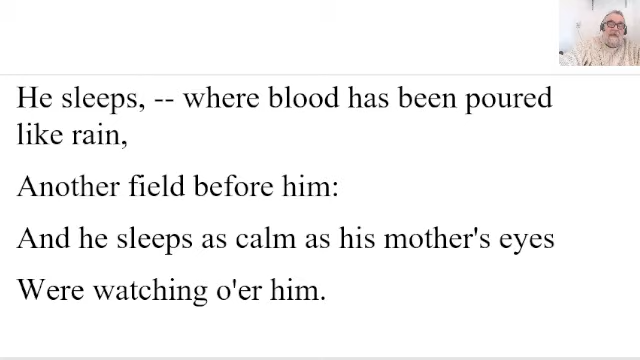 He sleeps, -- where blood has been poured
like rain,
Another field before him:
And he sleeps as calm as his mother's eyes
Were watching o'er him.